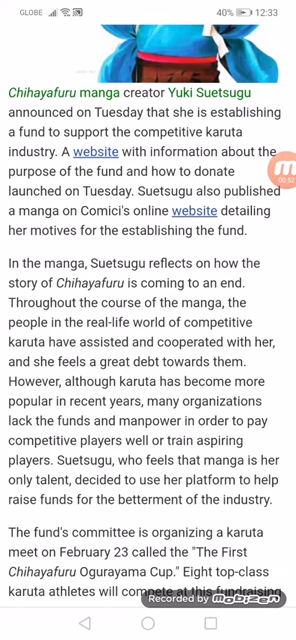 GLOBE 40% 12:33
Chihayafuru manga creator Yuki Suetsugu
announced on Tuesday that she is establishing
a fund to support the competitive karuta
industry. A website with information about the
purpose of the fund and how to donate
00:52
launched on Tuesday. Suetsugu also published
a manga on Comici's online website detailing
her motives for the establishing the fund.
In the manga, Suetsugu reflects on how the
story of Chihayafuru is coming to an end.
Throughout the course of the manga, the
people in the real-life world of competitive
karuta have assisted and cooperated with her,
and she feels a great debt towards them.
However, although karuta has become more
popular in recent years, many organizations
lack the funds and manpower in order to pay
competitive players well or train aspiring
players. Suetsugu, who feels that manga is her
only talent, decided to use her platform to help
raise funds for the betterment of the industry.
The fund's committee is organizing a karuta
meet on February 23 called the "The First
Chihayafuru Ogurayama Cup." Eight top-class
karuta athletes will compete at this fundraising
Recorded by mobizen